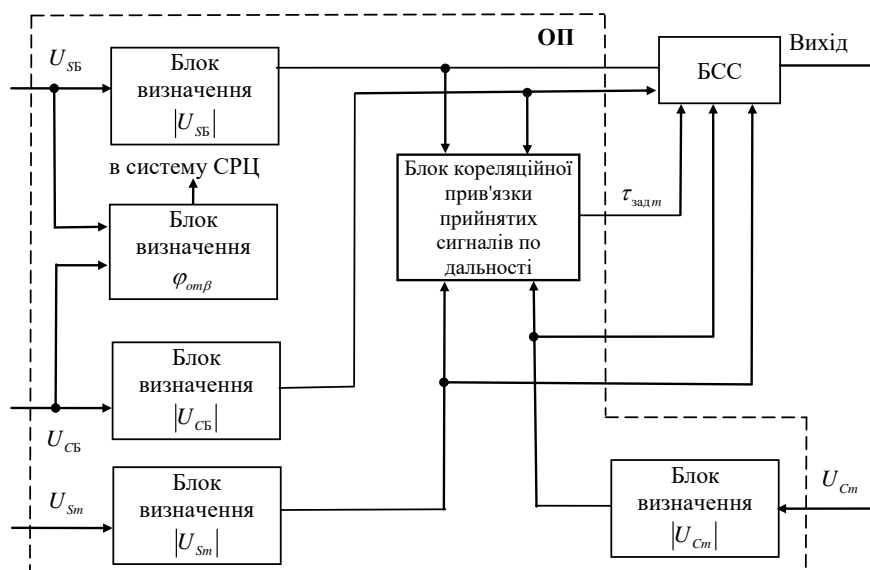 ОП
U_SБ
Блок
визначення
|U_SБ|
БСС
Вихід
в систему СРЦ
Блок
визначення
φ_отβ
Блок кореляційної
прив'язки
прийнятих
сигналів по
дальності
τ_зад m
Блок
визначення
|U_CБ|
U_CБ
U_Sm
Блок
визначення
|U_Sm|
Блок
визначення
|U_Cm|
U_Cm